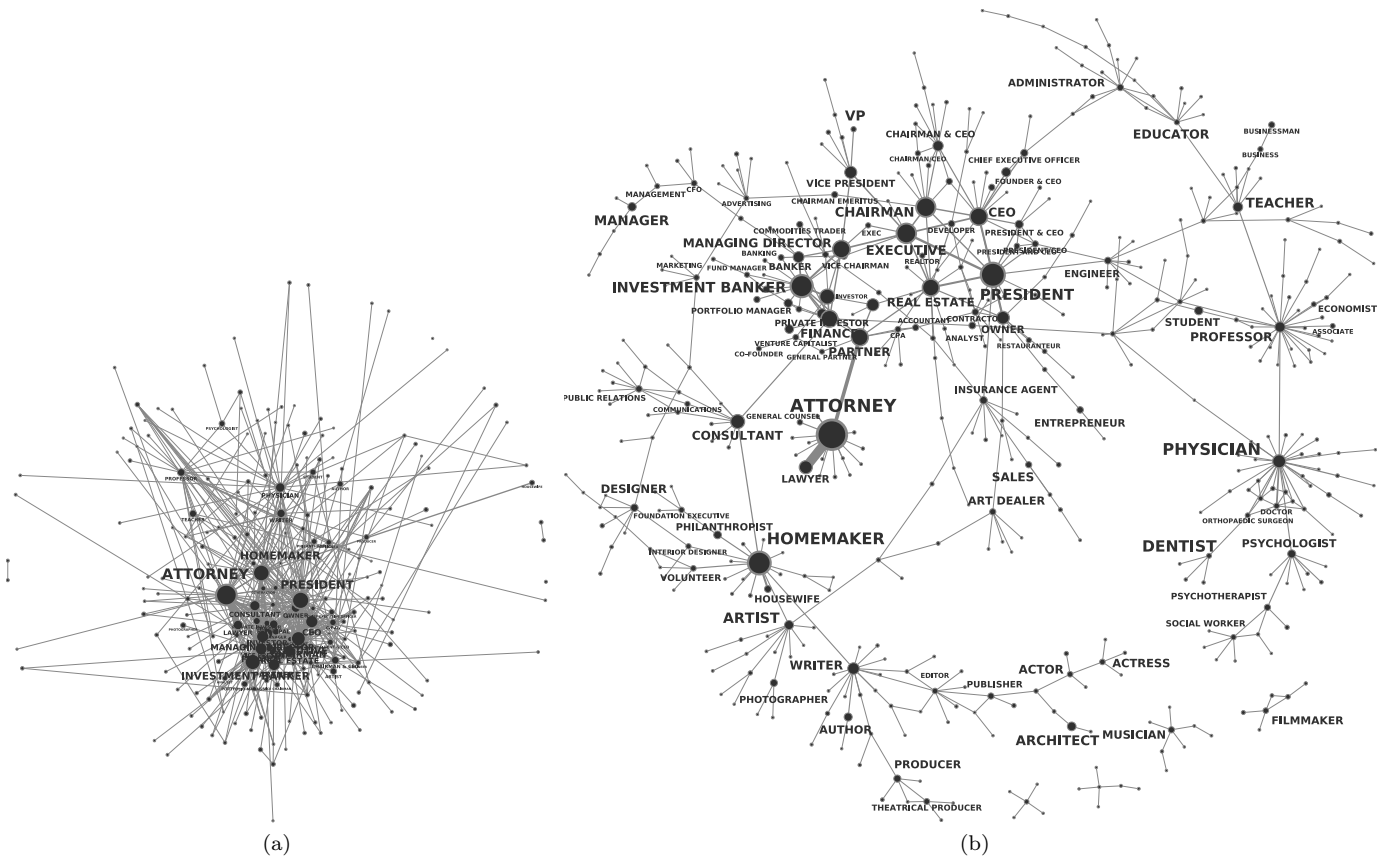 PSYCHOLOGIST
PROFESSOR
PHYSICIAN
WRITER
TEACHER
HOMEMAKER
ATTORNEY
PRESIDENT
CONSULTANT
OWNER
LAWYER
CEO
REAL ESTATE
INVESTMENT BANKER
ARTIST
(a)
ADMINISTRATOR
EDUCATOR
BUSINESSMAN
BUSINESS
TEACHER
VP
CHAIRMAN & CEO
CHAIRMAN/CEO
CHIEF EXECUTIVE OFFICER
FOUNDER & CEO
VICE PRESIDENT
CHAIRMAN EMERITUS
MANAGEMENT
CFO
MANAGER
ADVERTISING
CHAIRMAN
CEO
COMMODITIES TRADER
EXEC
DEVELOPER
PRESIDENT & CEO
MANAGING DIRECTOR
EXECUTIVE
PRESIDENT/CEO
PRESIDENT AND CEO
BANKING
REALTOR
MARKETING
FUND MANAGER
BANKER
VICE CHAIRMAN
ENGINEER
INVESTMENT BANKER
INVESTOR
REAL ESTATE
PRESIDENT
PORTFOLIO MANAGER
PRIVATE INVESTOR
ACCOUNTANT
CONTRACTOR
FINANCE
CPA
OWNER
STUDENT
ECONOMIST
ASSOCIATE
PROFESSOR
VENTURE CAPITALIST
PARTNER
ANALYST
RESTAURANTEUR
CO-FOUNDER
GENERAL PARTNER
INSURANCE AGENT
PUBLIC RELATIONS
COMMUNICATIONS
GENERAL COUNSEL
ATTORNEY
CONSULTANT
ENTREPRENEUR
LAWYER
SALES
PHYSICIAN
DESIGNER
ART DEALER
FOUNDATION EXECUTIVE
DOCTOR
ORTHOPAEDIC SURGEON
PHILANTHROPIST
HOMEMAKER
DENTIST
PSYCHOLOGIST
INTERIOR DESIGNER
VOLUNTEER
HOUSEWIFE
PSYCHOTHERAPIST
ARTIST
SOCIAL WORKER
WRITER
EDITOR
PUBLISHER
ACTOR
ACTRESS
PHOTOGRAPHER
AUTHOR
ARCHITECT
MUSICIAN
FILMMAKER
PRODUCER
THEATRICAL PRODUCER
(b)